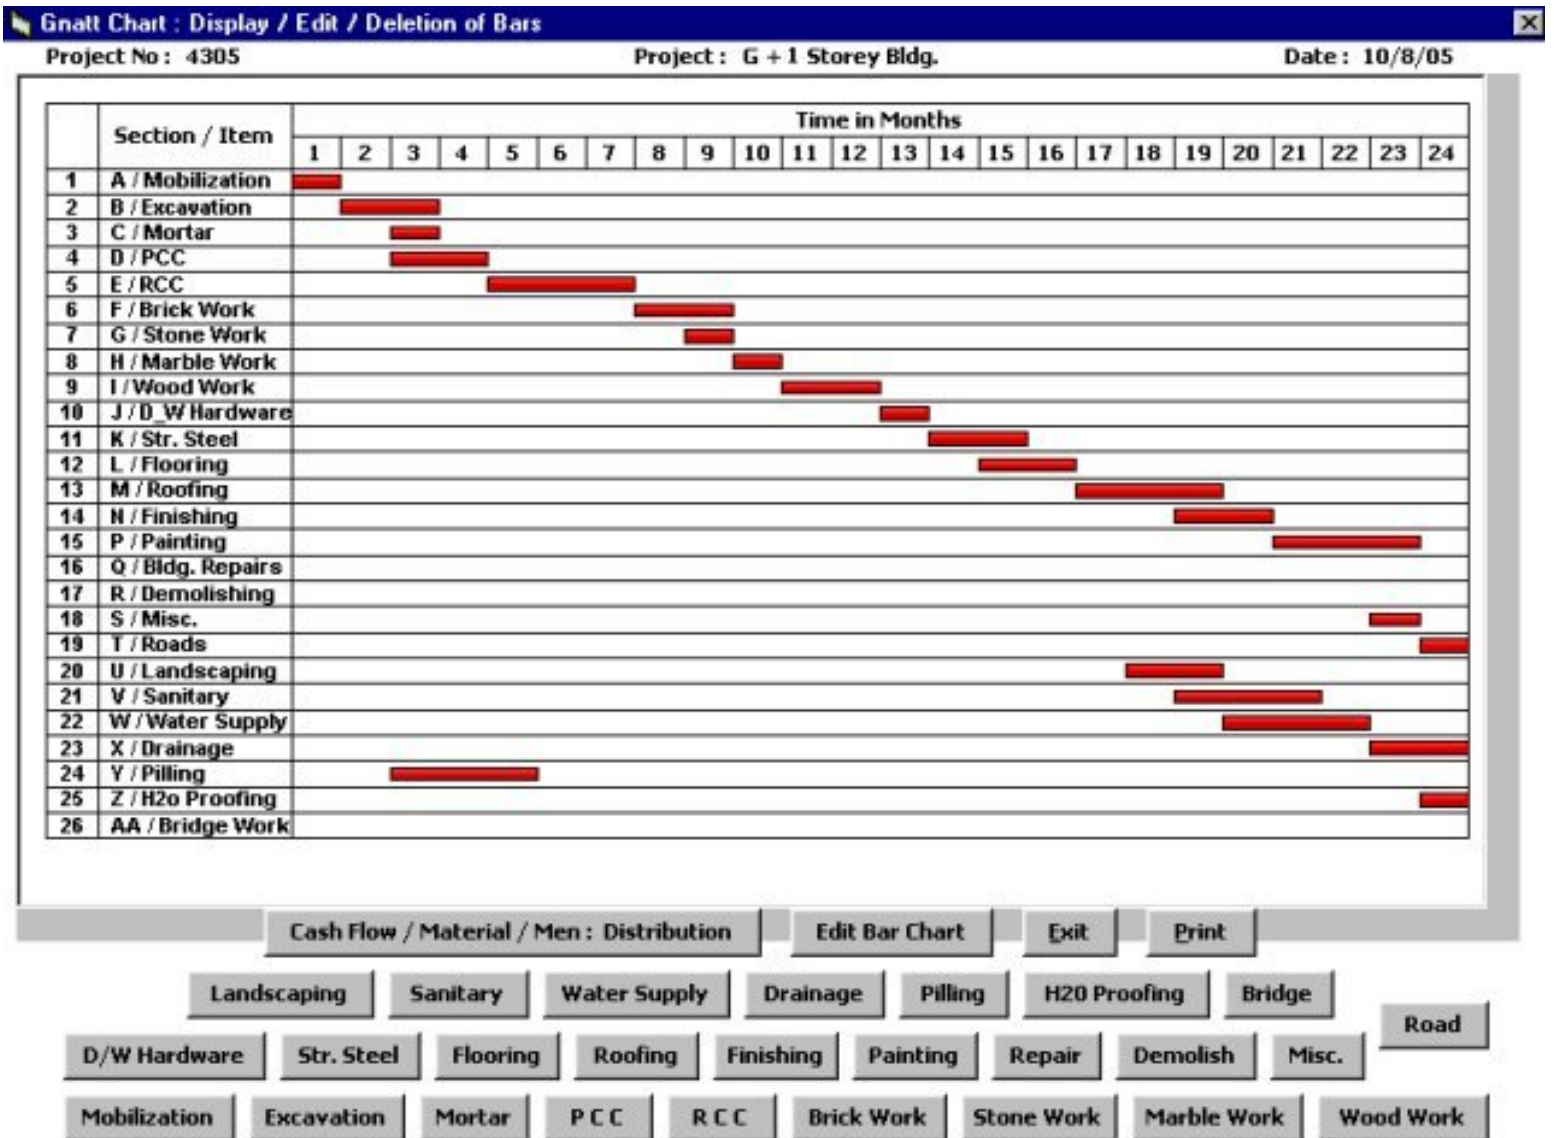 Gnatt Chart : Display / Edit / Deletion of Bars
Project No : 4305 Project : G + 1 Storey Bldg. Date : 10/8/05
Section / Item Time in Months
1 2 3 4 5 6 7 8 9 10 11 12 13 14 15 16 17 18 19 20 21 22 23 24
1 A / Mobilization
2 B / Excavation
3 C / Mortar
4 D / PCC
5 E / RCC
6 F / Brick Work
7 G / Stone Work
8 H / Marble Work
9 I / Wood Work
10 J / D_W Hardware
11 K / Str. Steel
12 L / Flooring
13 M / Roofing
14 N / Finishing
15 P / Painting
16 Q / Bldg. Repairs
17 R / Demolishing
18 S / Misc.
19 T / Roads
20 U / Landscaping
21 V / Sanitary
22 W / Water Supply
23 X / Drainage
24 Y / Pilling
25 Z / H2o Proofing
26 AA / Bridge Work
Cash Flow / Material / Men : Distribution Edit Bar Chart Exit Print
Landscaping Sanitary Water Supply Drainage Pilling H20 Proofing Bridge
Road
D/W Hardware Str. Steel Flooring Roofing Finishing Painting Repair Demolish Misc.
Mobilization Excavation Mortar P C C R C C Brick Work Stone Work Marble Work Wood Work